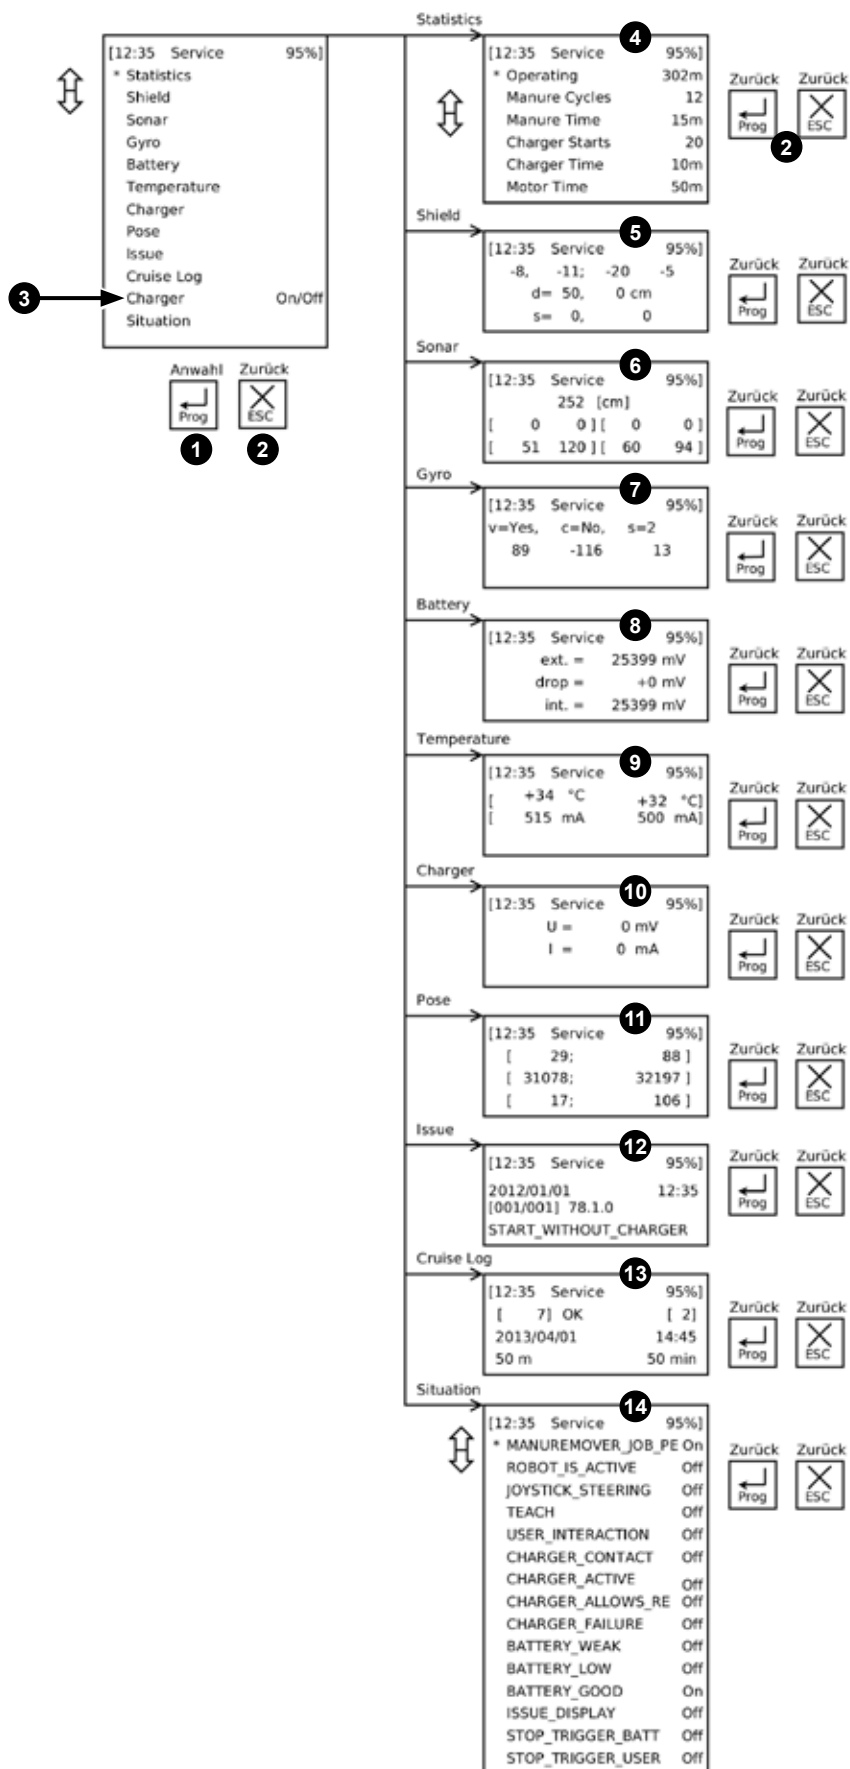 Statistics
[12:35 Service 95%]
* Statistics
Shield
Sonar
Gyro
Battery
Temperature
Charger
Pose
Issue
Cruise Log
3
Charger On/Off
Situation
Anwahl Zurück
Prog ESC
1 2
4
[12:35 Service 95%]
* Operating 302m
Manure Cycles 12
Manure Time 15m
Charger Starts 20
Charger Time 10m
Motor Time 50m
Zurück Zurück
Prog ESC
2
Shield
5
[12:35 Service 95%]
-8, -11; -20 -5
d= 50, 0 cm
s= 0, 0
Zurück Zurück
Prog ESC
Sonar
6
[12:35 Service 95%]
252 [cm]
[ 0 0 ] [ 0 0 ]
[ 51 120 ] [ 60 94 ]
Zurück Zurück
Prog ESC
Gyro
7
[12:35 Service 95%]
v=Yes, c=No, s=2
89 -116 13
Zurück Zurück
Prog ESC
Battery
8
[12:35 Service 95%]
ext. = 25399 mV
drop = +0 mV
int. = 25399 mV
Zurück Zurück
Prog ESC
Temperature
9
[12:35 Service 95%]
[ +34 °C +32 °C]
[ 515 mA 500 mA]
Zurück Zurück
Prog ESC
Charger
10
[12:35 Service 95%]
U = 0 mV
I = 0 mA
Zurück Zurück
Prog ESC
Pose
11
[12:35 Service 95%]
[ 29; 88 ]
[ 31078; 32197 ]
[ 17; 106 ]
Zurück Zurück
Prog ESC
Issue
12
[12:35 Service 95%]
2012/01/01 12:35
[001/001] 78.1.0
START_WITHOUT_CHARGER
Zurück Zurück
Prog ESC
Cruise Log
13
[12:35 Service 95%]
[ 7] OK [ 2]
2013/04/01 14:45
50 m 50 min
Zurück Zurück
Prog ESC
Situation
14
[12:35 Service 95%]
* MANUREMOVER_JOB_PE On
ROBOT_IS_ACTIVE Off
JOYSTICK_STEERING Off
TEACH Off
USER_INTERACTION Off
CHARGER_CONTACT Off
CHARGER_ACTIVE Off
CHARGER_ALLOWS_RE Off
CHARGER_FAILURE Off
BATTERY_WEAK Off
BATTERY_LOW Off
BATTERY_GOOD On
ISSUE_DISPLAY Off
STOP_TRIGGER_BATT Off
STOP_TRIGGER_USER Off
Zurück Zurück
Prog ESC